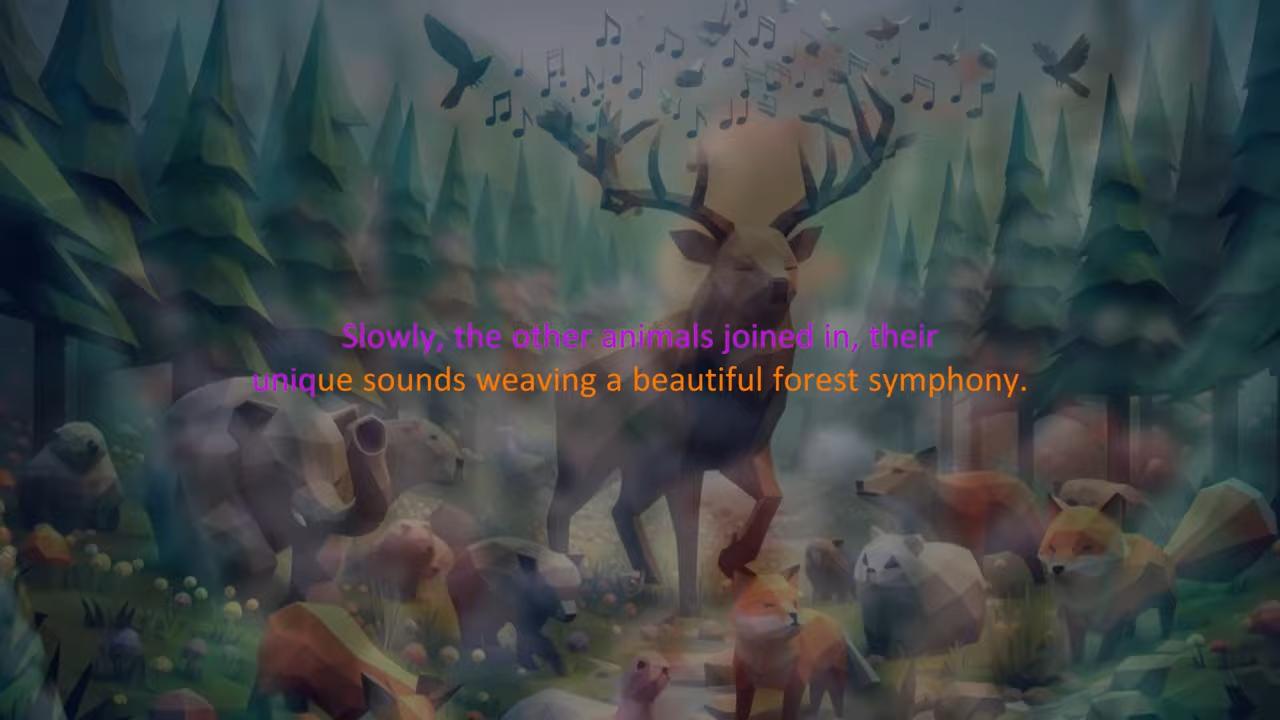 Slowly, the other animals joined in, their
unique sounds weaving a beautiful forest symphony.